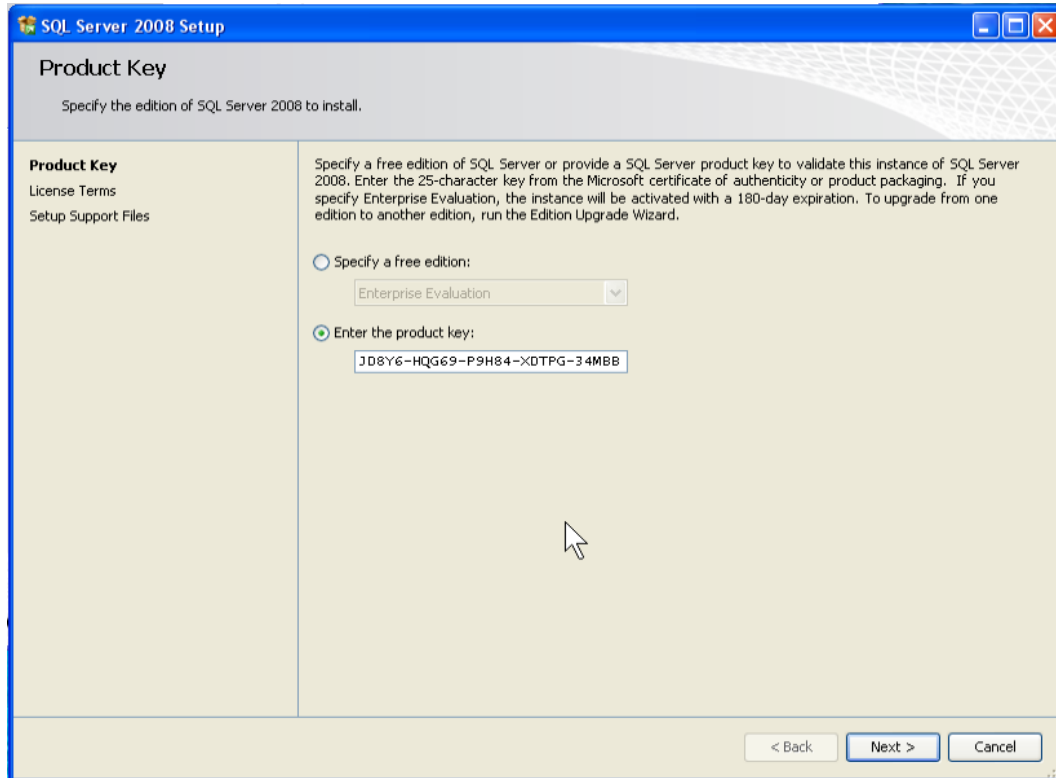 SQL Server 2008 Setup
Product Key
Specify the edition of SQL Server 2008 to install.
Product Key
License Terms
Setup Support Files
Specify a free edition of SQL Server or provide a SQL Server product key to validate this instance of SQL Server
2008. Enter the 25-character key from the Microsoft certificate of authenticity or product packaging.  If you
specify Enterprise Evaluation, the instance will be activated with a 180-day expiration. To upgrade from one
edition to another edition, run the Edition Upgrade Wizard.
Specify a free edition:
Enterprise Evaluation
Enter the product key:
JD8Y6-HQG69-P9H84-XDTPG-34MBB
< Back
Next >
Cancel